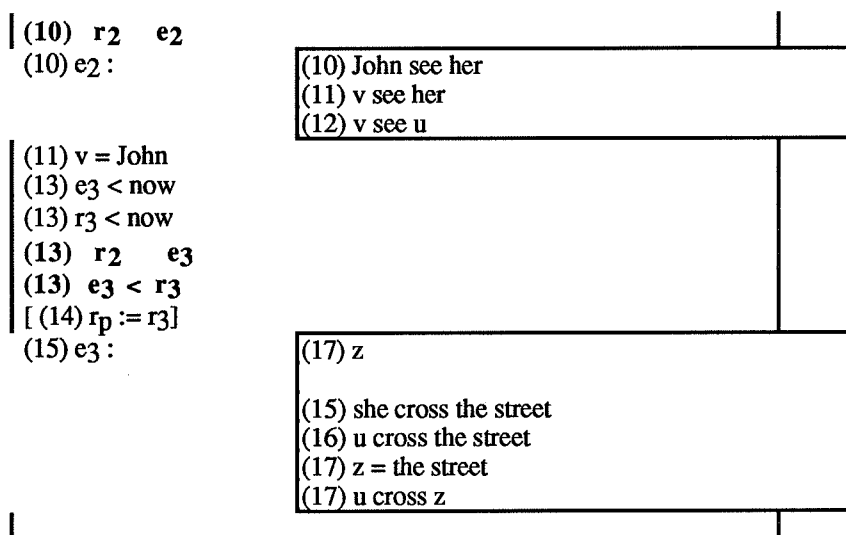 (10) r2 e2
(10) e2 :
(10) John see her
(11) v see her
(12) v see u
(11) v = John
(13) e3 < now
(13) r3 < now
(13) r2 e3
(13) e3 < r3
[ (14) rp := r3]
(15) e3 :
(17) z
(15) she cross the street
(16) u cross the street
(17) z = the street
(17) u cross z